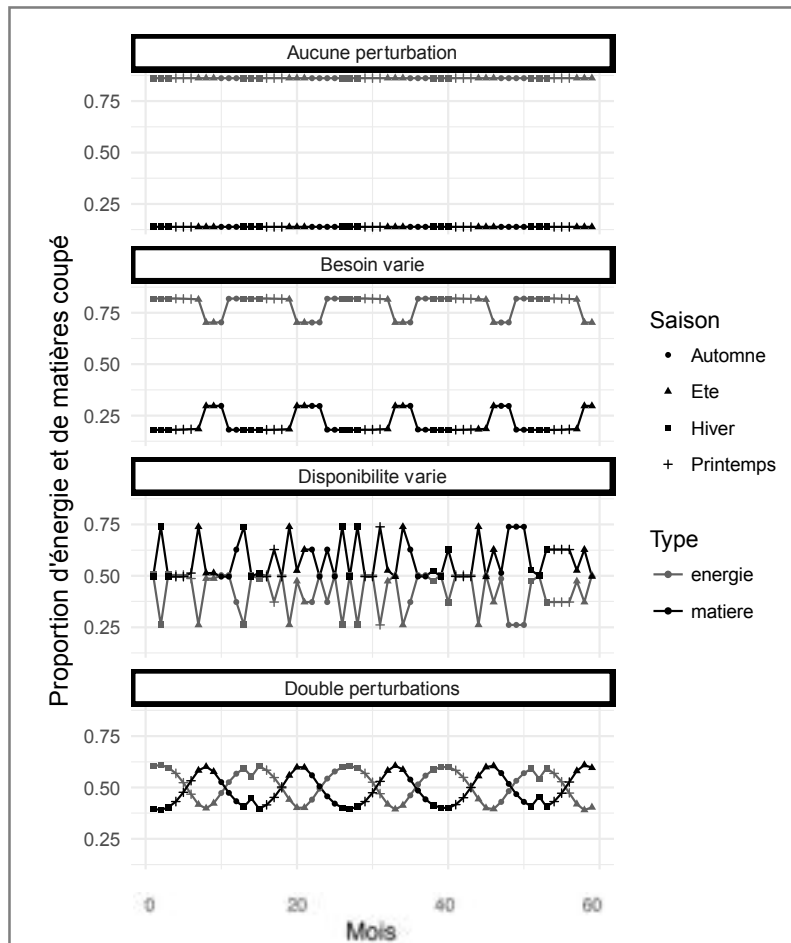 Proportion d'énergie et de matières coupé
Aucune perturbation
0.75
0.50
0.25
Besoin varie
0.75
0.50
0.25
Disponibilite varie
0.75
0.50
0.25
Double perturbations
0.75
0.50
0.25
0 20 40 60
Mois
Saison
Automne
Ete
Hiver
Printemps
Type
energie
matiere